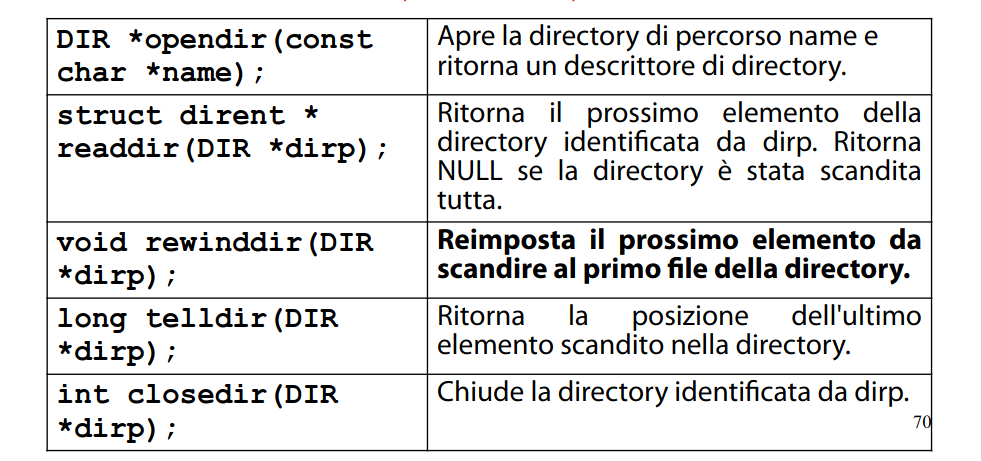 DIR *opendir(const
char *name);
Apre la directory di percorso name e
ritorna un descrittore di directory.
struct dirent *
readdir(DIR *dirp);
Ritorna il prossimo elemento della
directory identificata da dirp. Ritorna
NULL se la directory è stata scandita
tutta.
void rewinddir(DIR
*dirp);
Reimposta il prossimo elemento da
scandire al primo file della directory.
long telldir(DIR
*dirp);
Ritorna la posizione dell'ultimo
elemento scandito nella directory.
int closedir(DIR
*dirp);
Chiude la directory identificata da dirp.
70